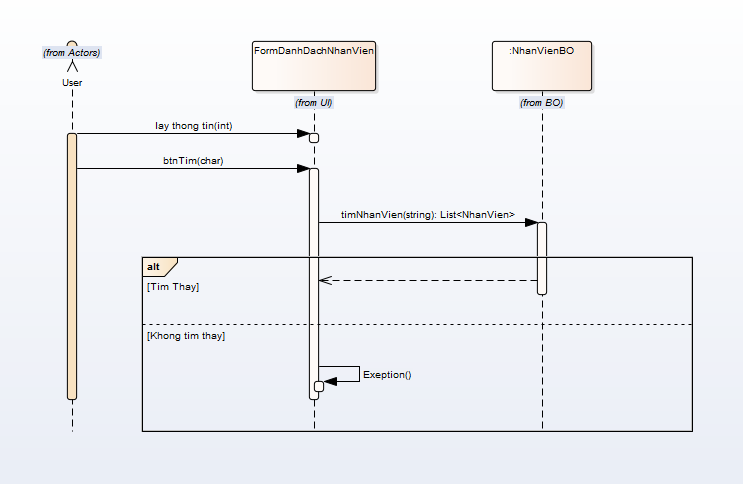 (from Actors)
User
FormDanhDachNhanVien
(from UI)
:NhanVienBO
(from BO)
lay thong tin(int)
btnTim(char)
timNhanVien(string): List<NhanVien>
alt
[Tim Thay]
[Khong tim thay]
Exeption()